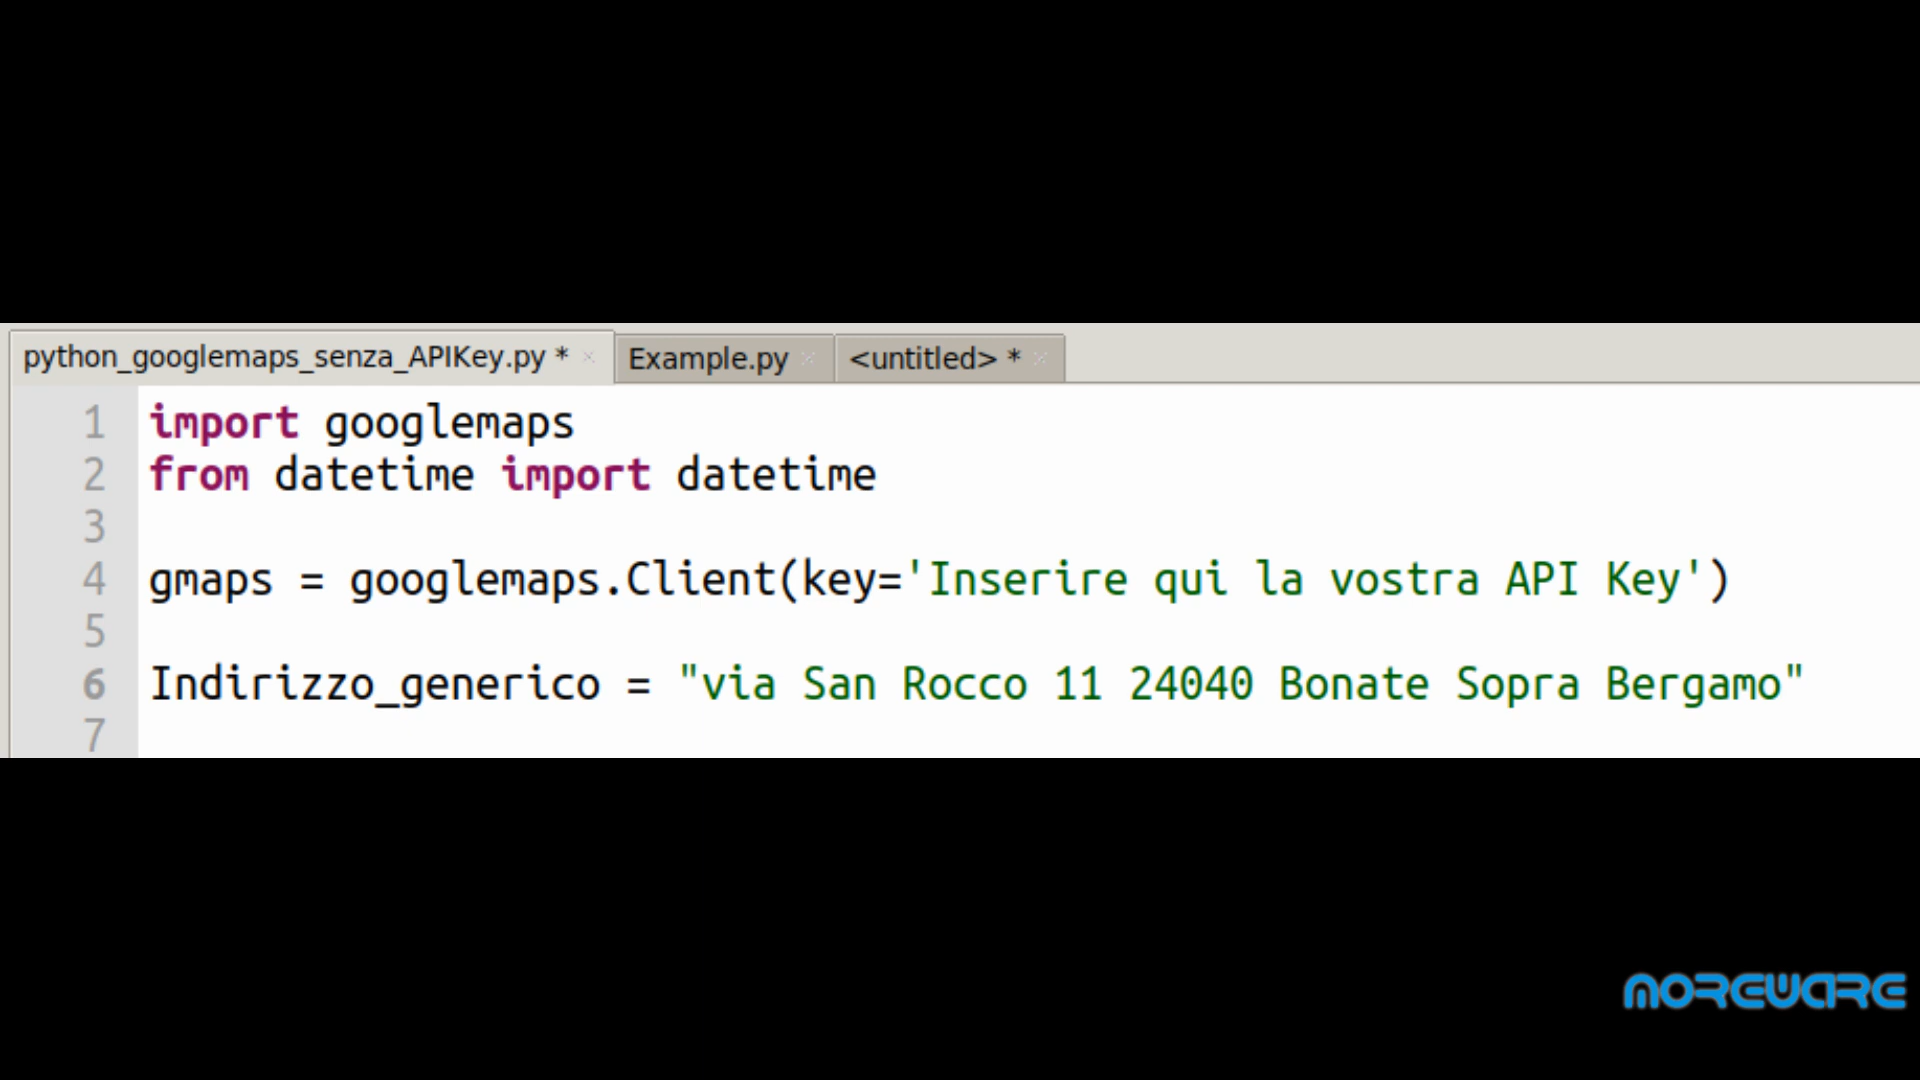 python_googlemaps_senza_APIKey.py * × Example.py × <untitled> * ×
1 import googlemaps
2 from datetime import datetime
3
4 gmaps = googlemaps.Client(key='Inserire qui la vostra API Key')
5
6 Indirizzo_generico = "via San Rocco 11 24040 Bonate Sopra Bergamo"
7
MOREWARE